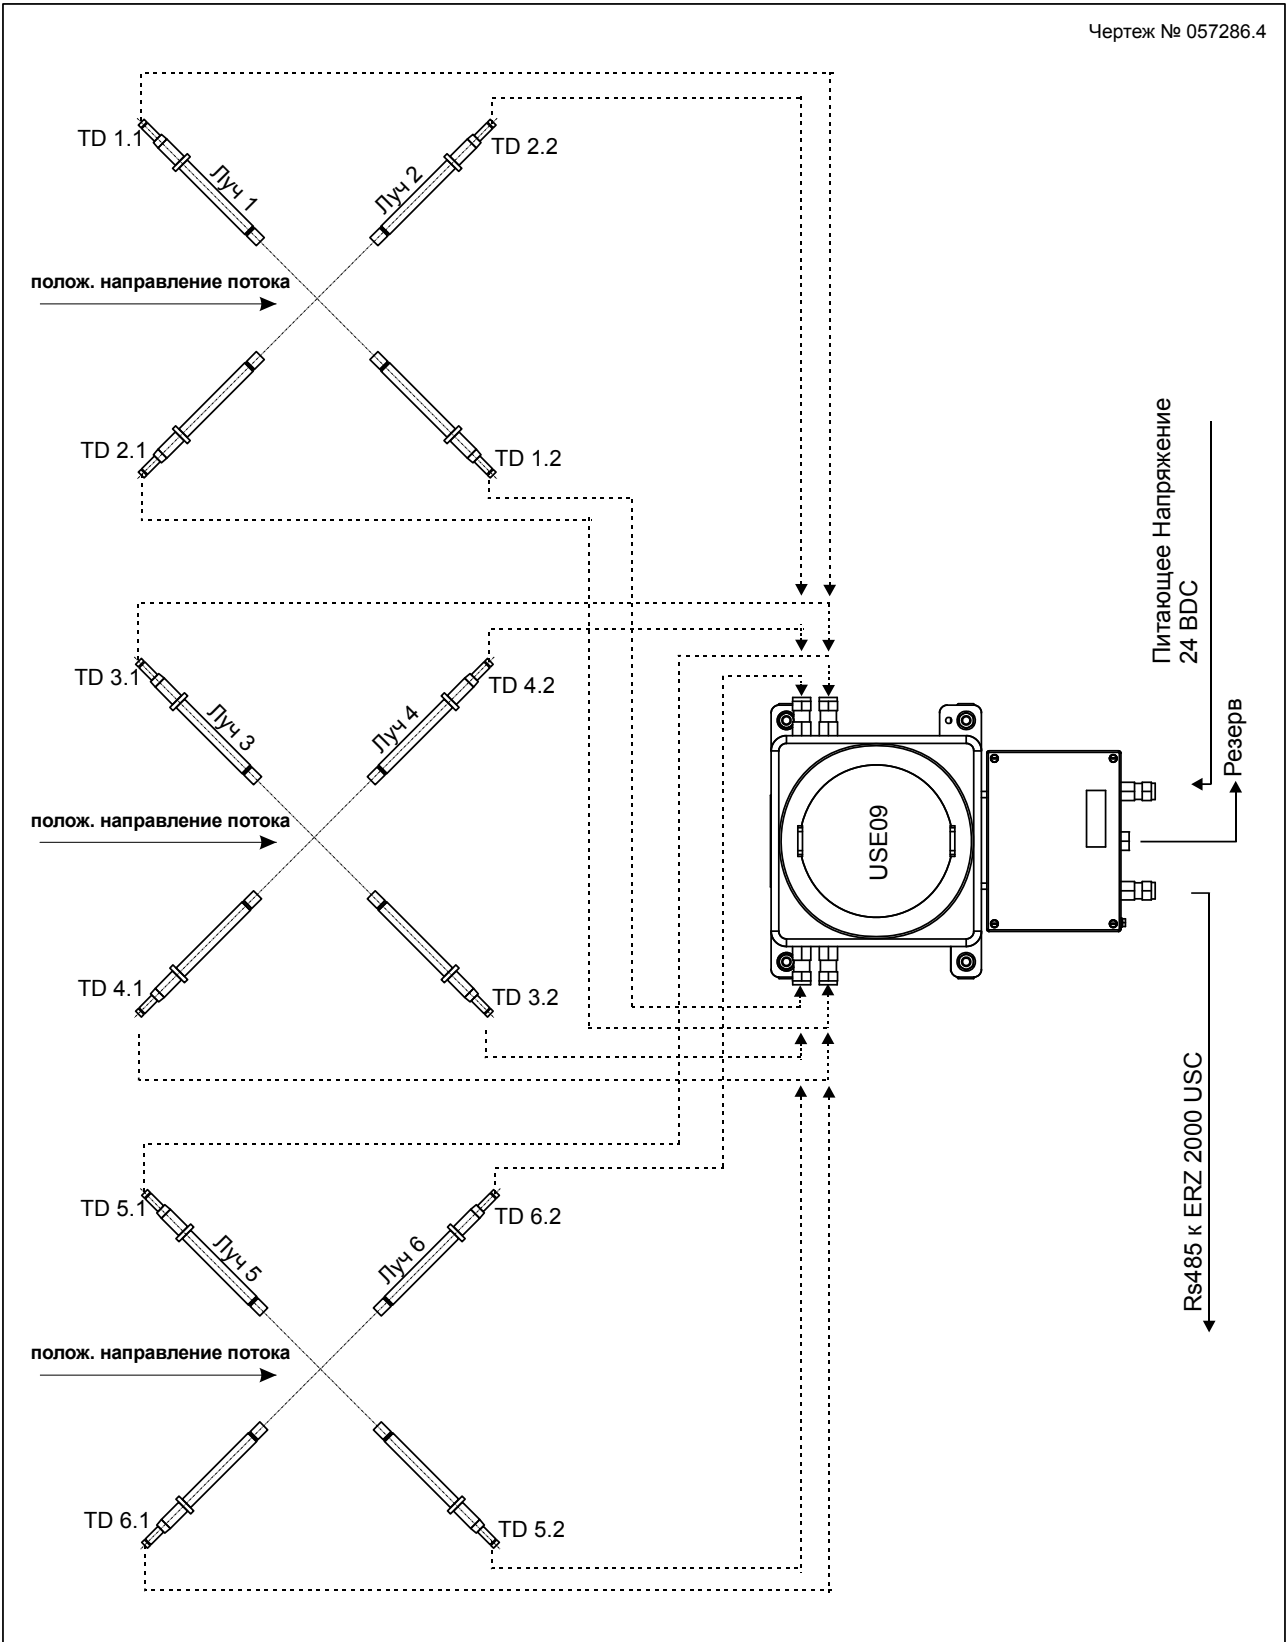 Чертеж № 057286.4
TD 1.1
TD 2.2
Луч 1
Луч 2
полож. направление потока
TD 2.1
TD 1.2
TD 3.1
TD 4.2
Луч 3
Луч 4
полож. направление потока
TD 4.1
TD 3.2
TD 5.1
TD 6.2
Луч 5
Луч 6
полож. направление потока
TD 6.1
TD 5.2
USE09
Питающее Напряжение
24 BDC
Резерв
Rs485 к ERZ 2000 USC